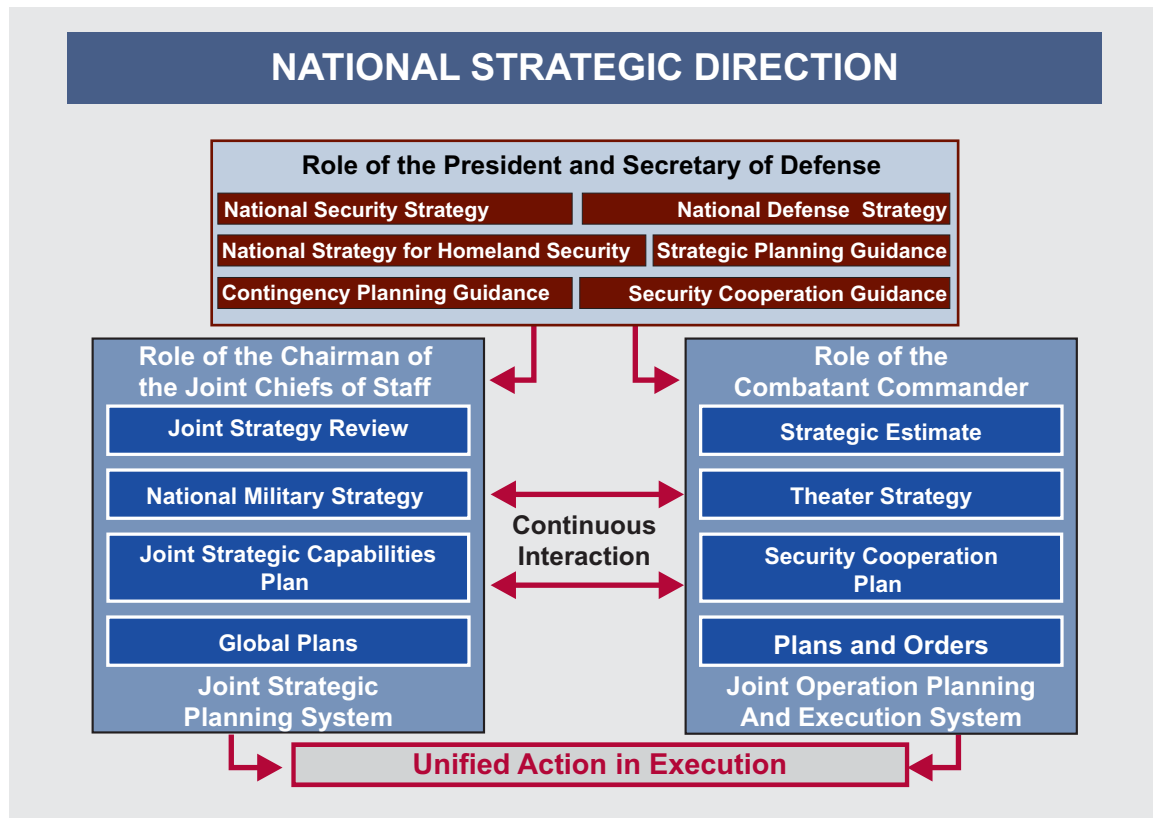 NATIONAL STRATEGIC DIRECTION
Role of the President and Secretary of Defense
National Security Strategy
National Defense Strategy
National Strategy for Homeland Security
Strategic Planning Guidance
Contingency Planning Guidance
Security Cooperation Guidance
Role of the Chairman of
the Joint Chiefs of Staff
Joint Strategy Review
National Military Strategy
Joint Strategic Capabilities
Plan
Global Plans
Joint Strategic
Planning System
Continuous
Interaction
Role of the
Combatant Commander
Strategic Estimate
Theater Strategy
Security Cooperation
Plan
Plans and Orders
Joint Operation Planning
And Execution System
Unified Action in Execution